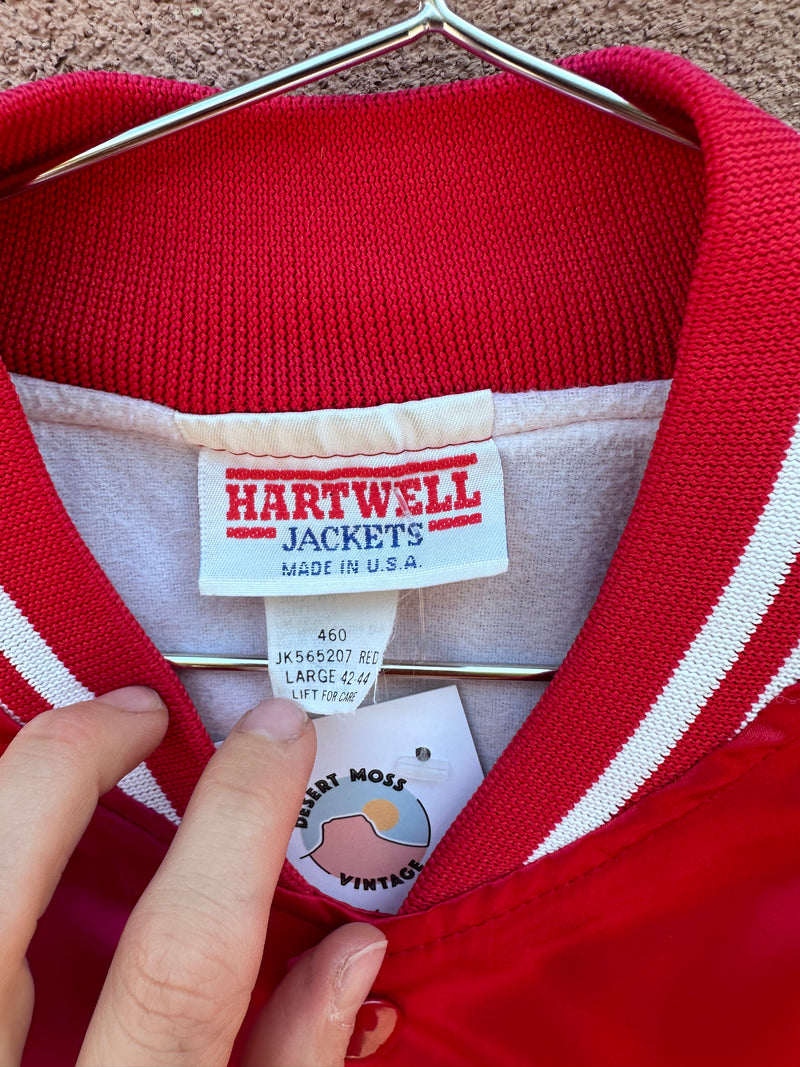 HARTWELL
JACKETS
MADE IN U.S.A.
460
JK565207 RED
LARGE 42-44
LIFT FOR CARE
DESERT MOSS
VINTAGE